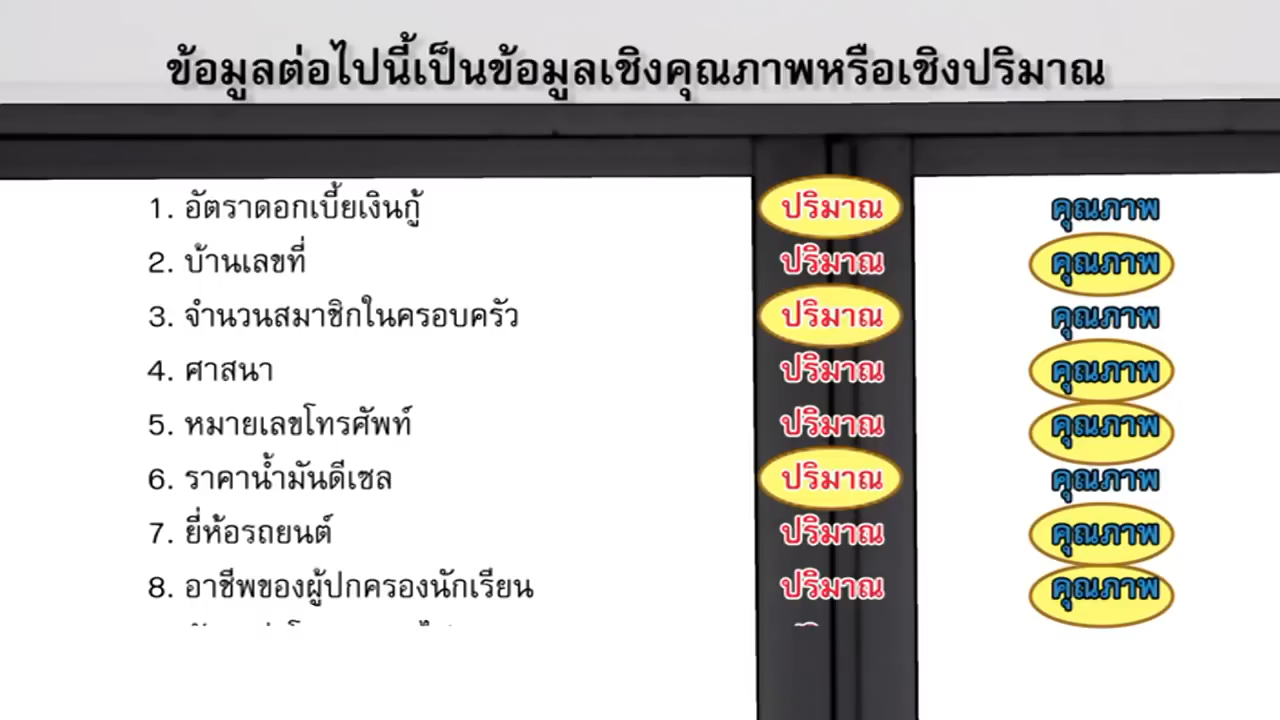 ข้อมูลต่อไปนี้เป็นข้อมูลเชิงคุณภาพหรือเชิงปริมาณ
1. อัตราดอกเบี้ยเงินกู้ ปริมาณ คุณภาพ
2. บ้านเลขที่ ปริมาณ คุณภาพ
3. จำนวนสมาชิกในครอบครัว ปริมาณ คุณภาพ
4. ศาสนา ปริมาณ คุณภาพ
5. หมายเลขโทรศัพท์ ปริมาณ คุณภาพ
6. ราคาน้ำมันดีเซล ปริมาณ คุณภาพ
7. ยี่ห้อรถยนต์ ปริมาณ คุณภาพ
8. อาชีพของผู้ปกครองนักเรียน ปริมาณ คุณภาพ